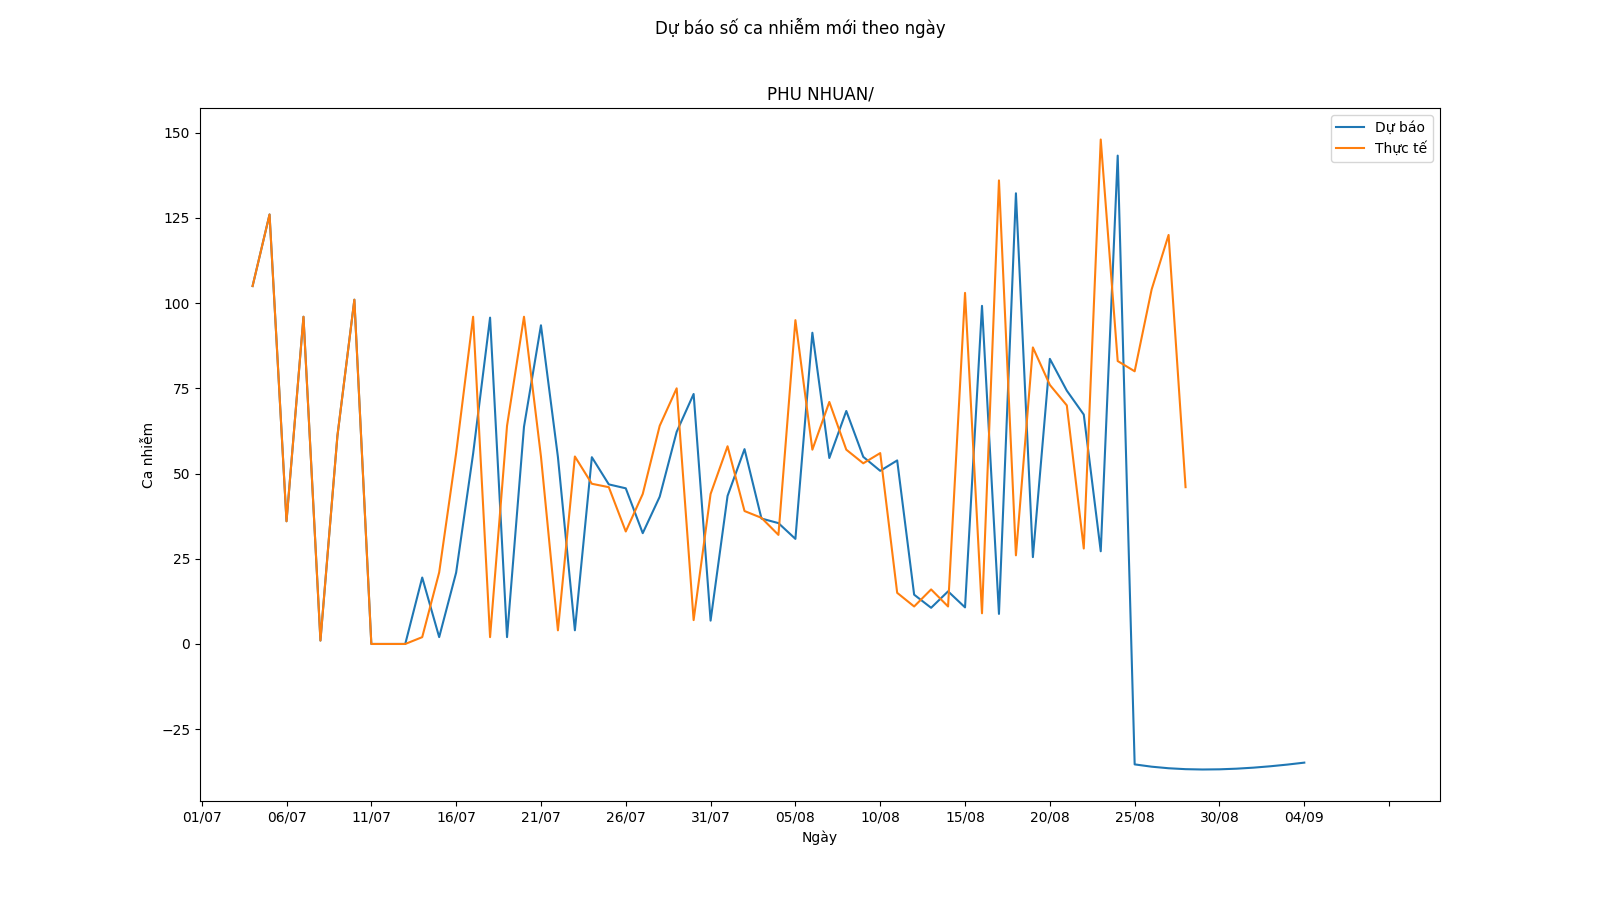 Dự báo số ca nhiễm mới theo ngày
PHU NHUAN/
Dự báo
Thực tế
150
125
100
75
50
25
0
−25
Ca nhiễm
01/07 06/07 11/07 16/07 21/07 26/07 31/07 05/08 10/08 15/08 20/08 25/08 30/08 04/09
Ngày